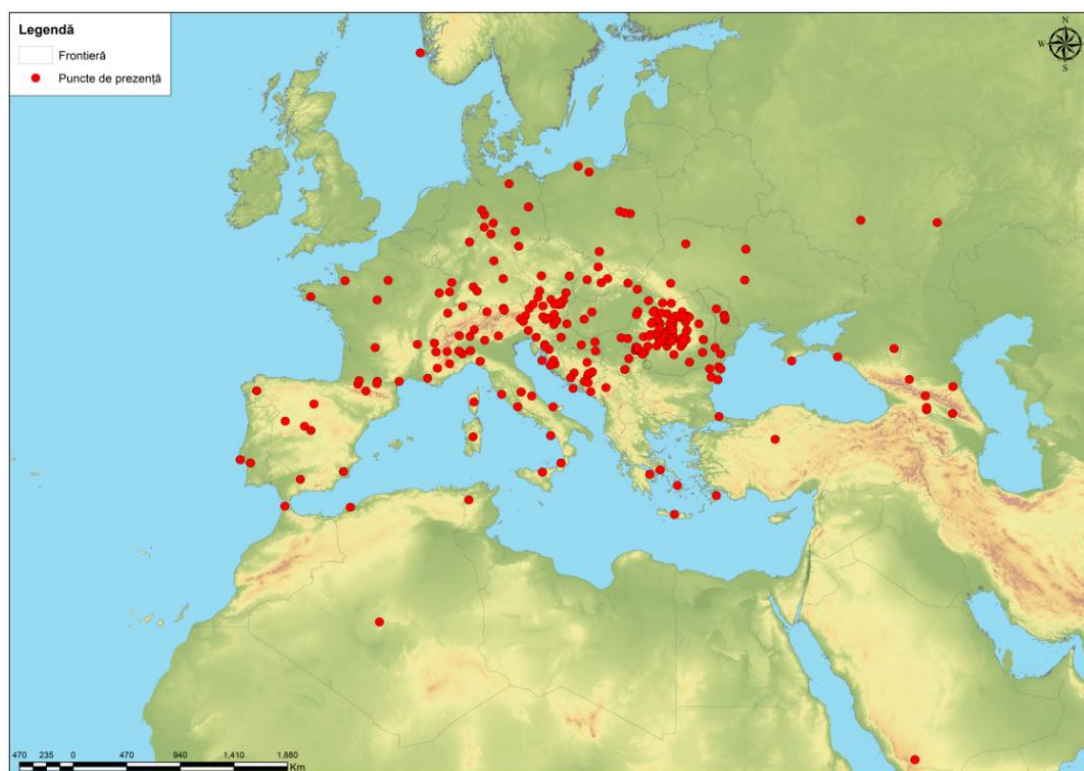 Legendă
Frontieră
Puncte de prezență
N
W
E
S
470 235 0 470 940 1,410 1,880
Km